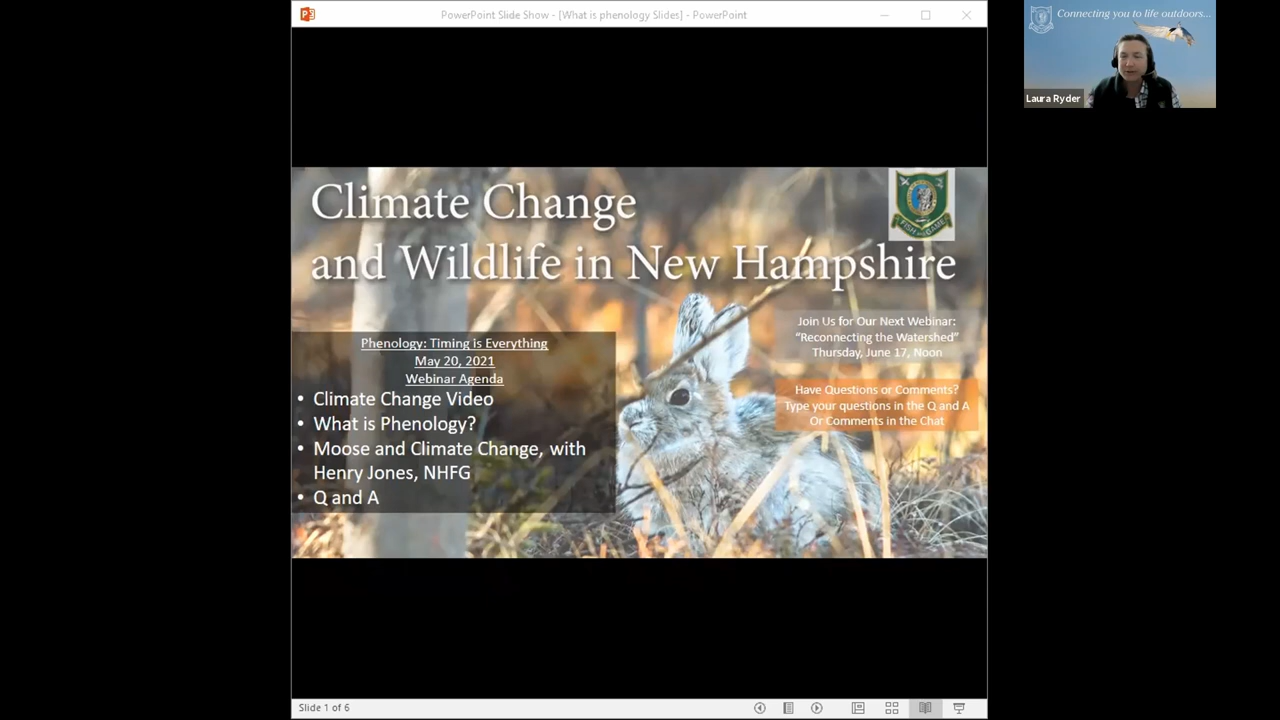 PowerPoint Slide Show - [What is phenology Slides] - PowerPoint
Connecting you to life outdoors...
Laura Ryder
Climate Change
and Wildlife in New Hampshire
FISH AND GAME
Join Us for Our Next Webinar:
“Reconnecting the Watershed”
Thursday, June 17, Noon
Phenology: Timing is Everything
May 20, 2021
Webinar Agenda
• Climate Change Video
• What is Phenology?
• Moose and Climate Change, with
Henry Jones, NHFG
• Q and A
Have Questions or Comments?
Type your questions in the Q and A
Or Comments in the Chat
Slide 1 of 6